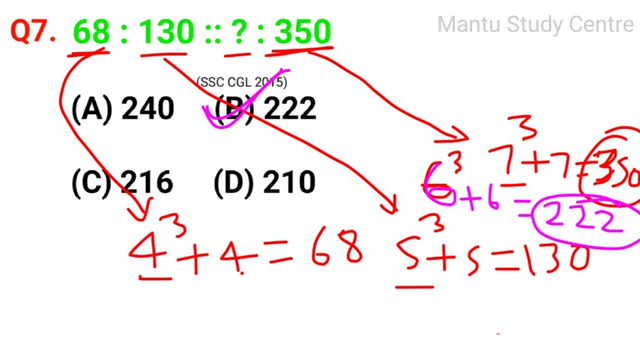 Mantu Study Centre
Q7. 68 : 130 :: ? : 350
(SSC CGL 2015)
(A) 240 (B) 222
(C) 216 (D) 210
7³+7=350
6³+6=222
4³+4=68 5³+5=130